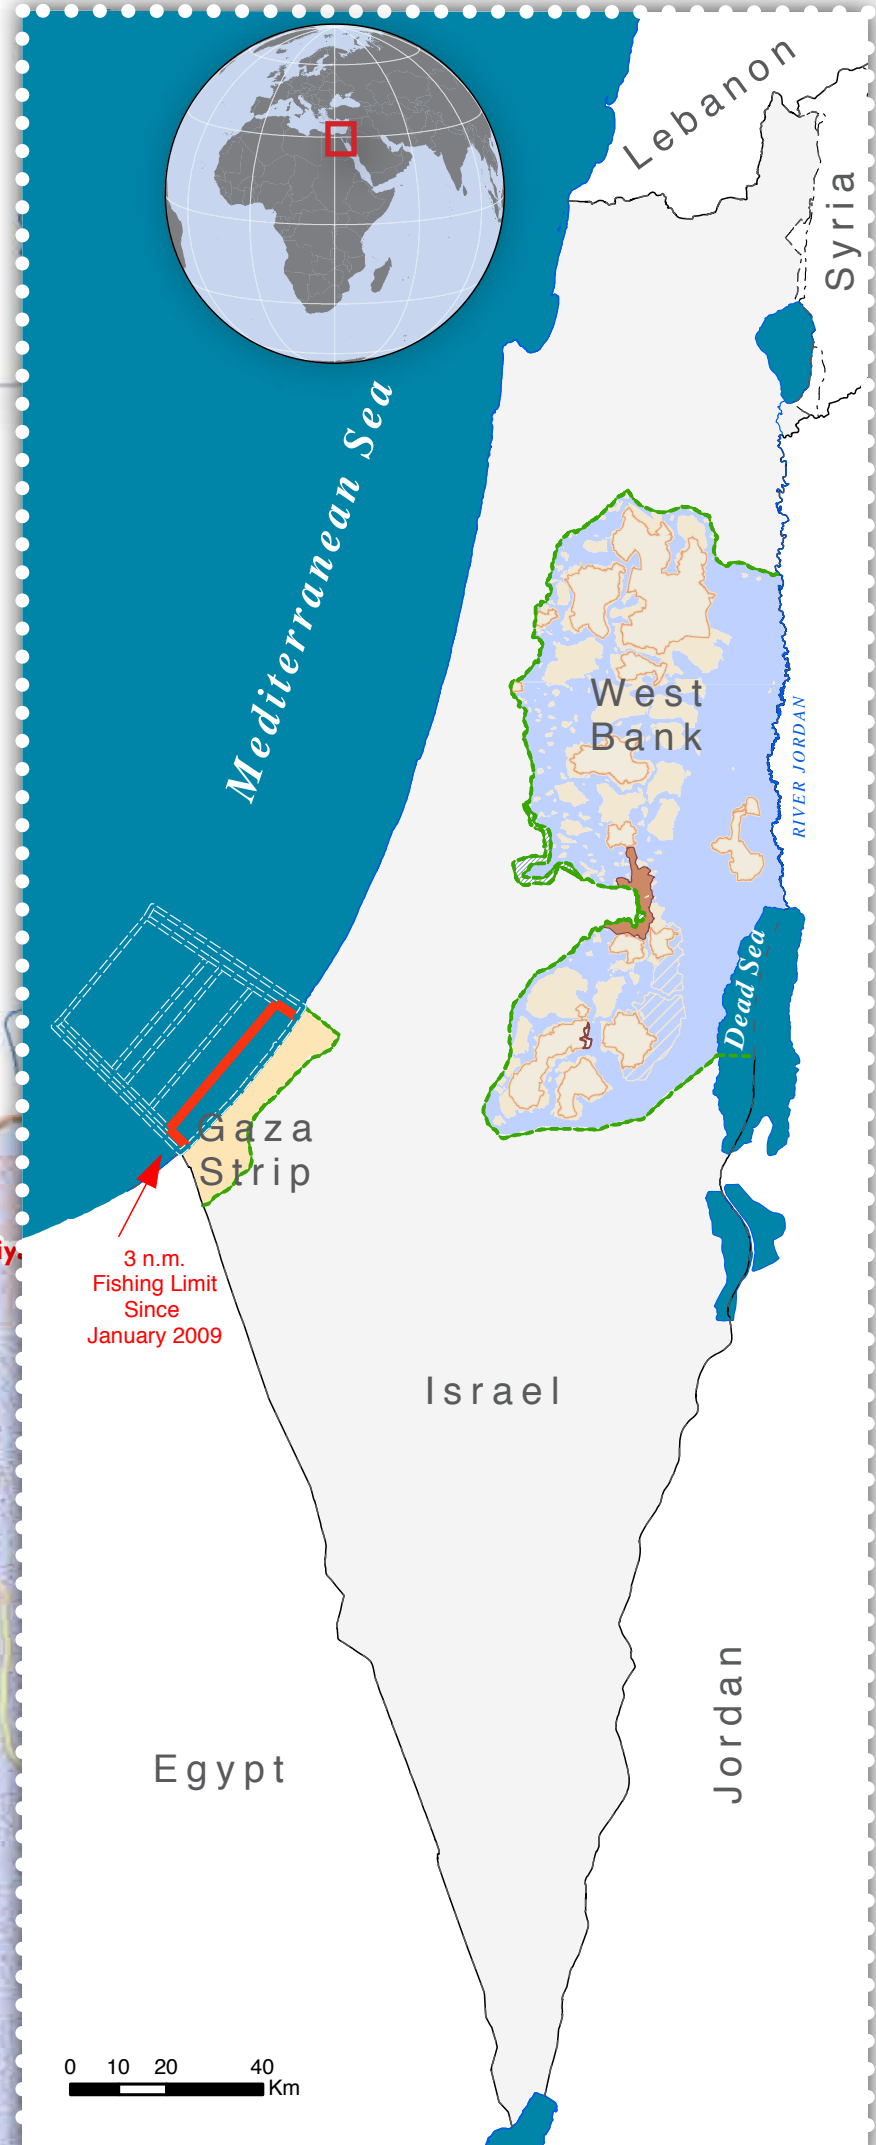 Lebanon
Syria
Mediterranean Sea
West
Bank
RIVER JORDAN
Dead Sea
Gaza
Strip
3 n.m.
Fishing Limit
Since
January 2009
Israel
Egypt
Jordan
0 10 20 40
Km